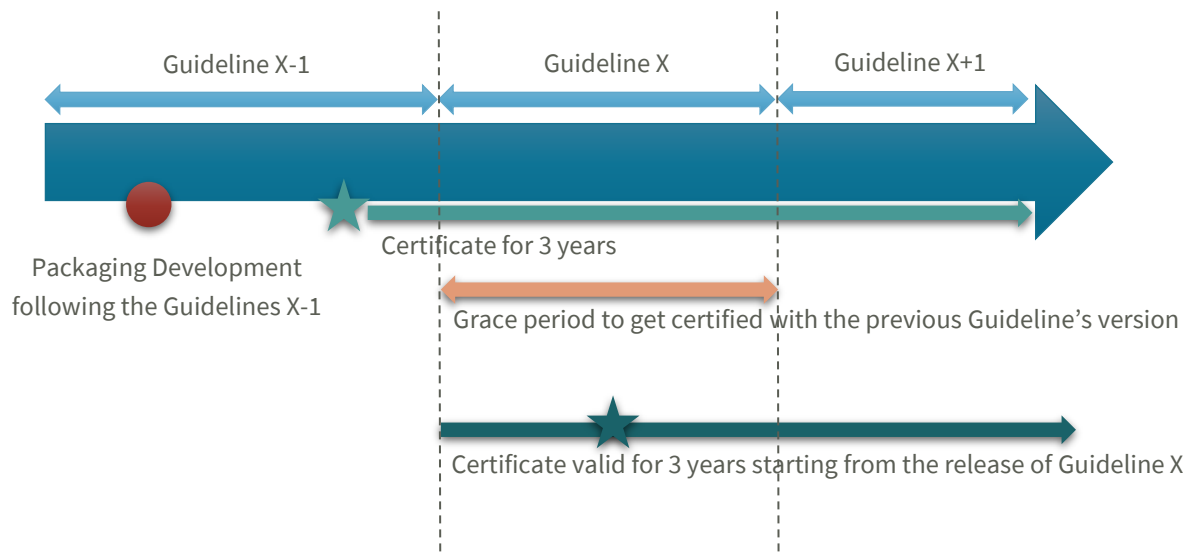 Guideline X-1
Guideline X
Guideline X+1
Certificate for 3 years
Packaging Development
following the Guidelines X-1
Grace period to get certified with the previous Guideline’s version
Certificate valid for 3 years starting from the release of Guideline X